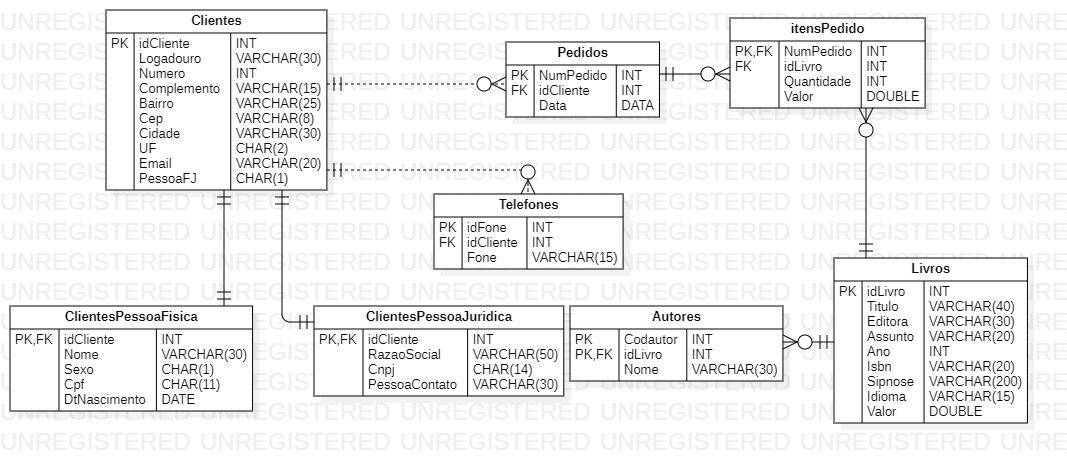 Clientes
PK idCliente INT
Logadouro VARCHAR(30)
Numero INT
Complemento VARCHAR(15)
Bairro VARCHAR(25)
Cep VARCHAR(8)
Cidade VARCHAR(30)
UF CHAR(2)
Email VARCHAR(20)
PessoaFJ CHAR(1)
Pedidos
PK NumPedido INT
FK idCliente INT
Data DATA
itensPedido
PK,FK NumPedido INT
FK idLivro INT
Quantidade INT
Valor DOUBLE
Telefones
PK idFone INT
FK idCliente INT
Fone VARCHAR(15)
ClientesPessoaFisica
PK,FK idCliente INT
Nome VARCHAR(30)
Sexo CHAR(1)
Cpf CHAR(11)
DtNascimento DATE
ClientesPessoaJuridica
PK,FK idCliente INT
RazaoSocial VARCHAR(50)
Cnpj CHAR(14)
PessoaContato VARCHAR(30)
Autores
PK Codautor INT
PK,FK idLivro INT
Nome VARCHAR(30)
Livros
PK idLivro INT
Titulo VARCHAR(40)
Editora VARCHAR(30)
Assunto VARCHAR(20)
Ano INT
Isbn VARCHAR(20)
Sipnose VARCHAR(200)
Idioma VARCHAR(15)
Valor DOUBLE
UNREGISTERED